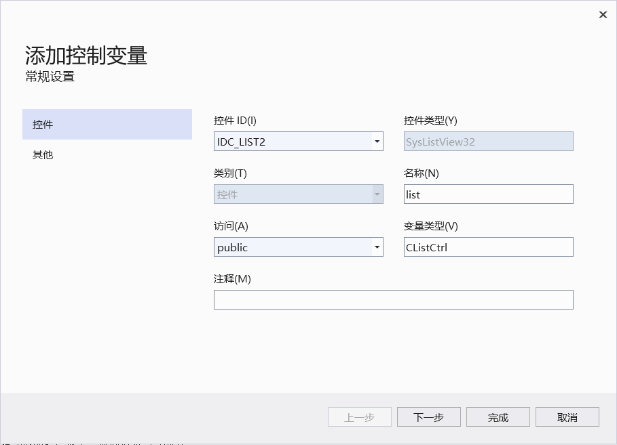 添加控制变量
常规设置
控件
其他
控件 ID(I)
IDC_LIST2
控件类型(Y)
SysListView32
类别(T)
控件
名称(N)
list
访问(A)
public
变量类型(V)
CListCtrl
注释(M)
上一步
下一步
完成
取消